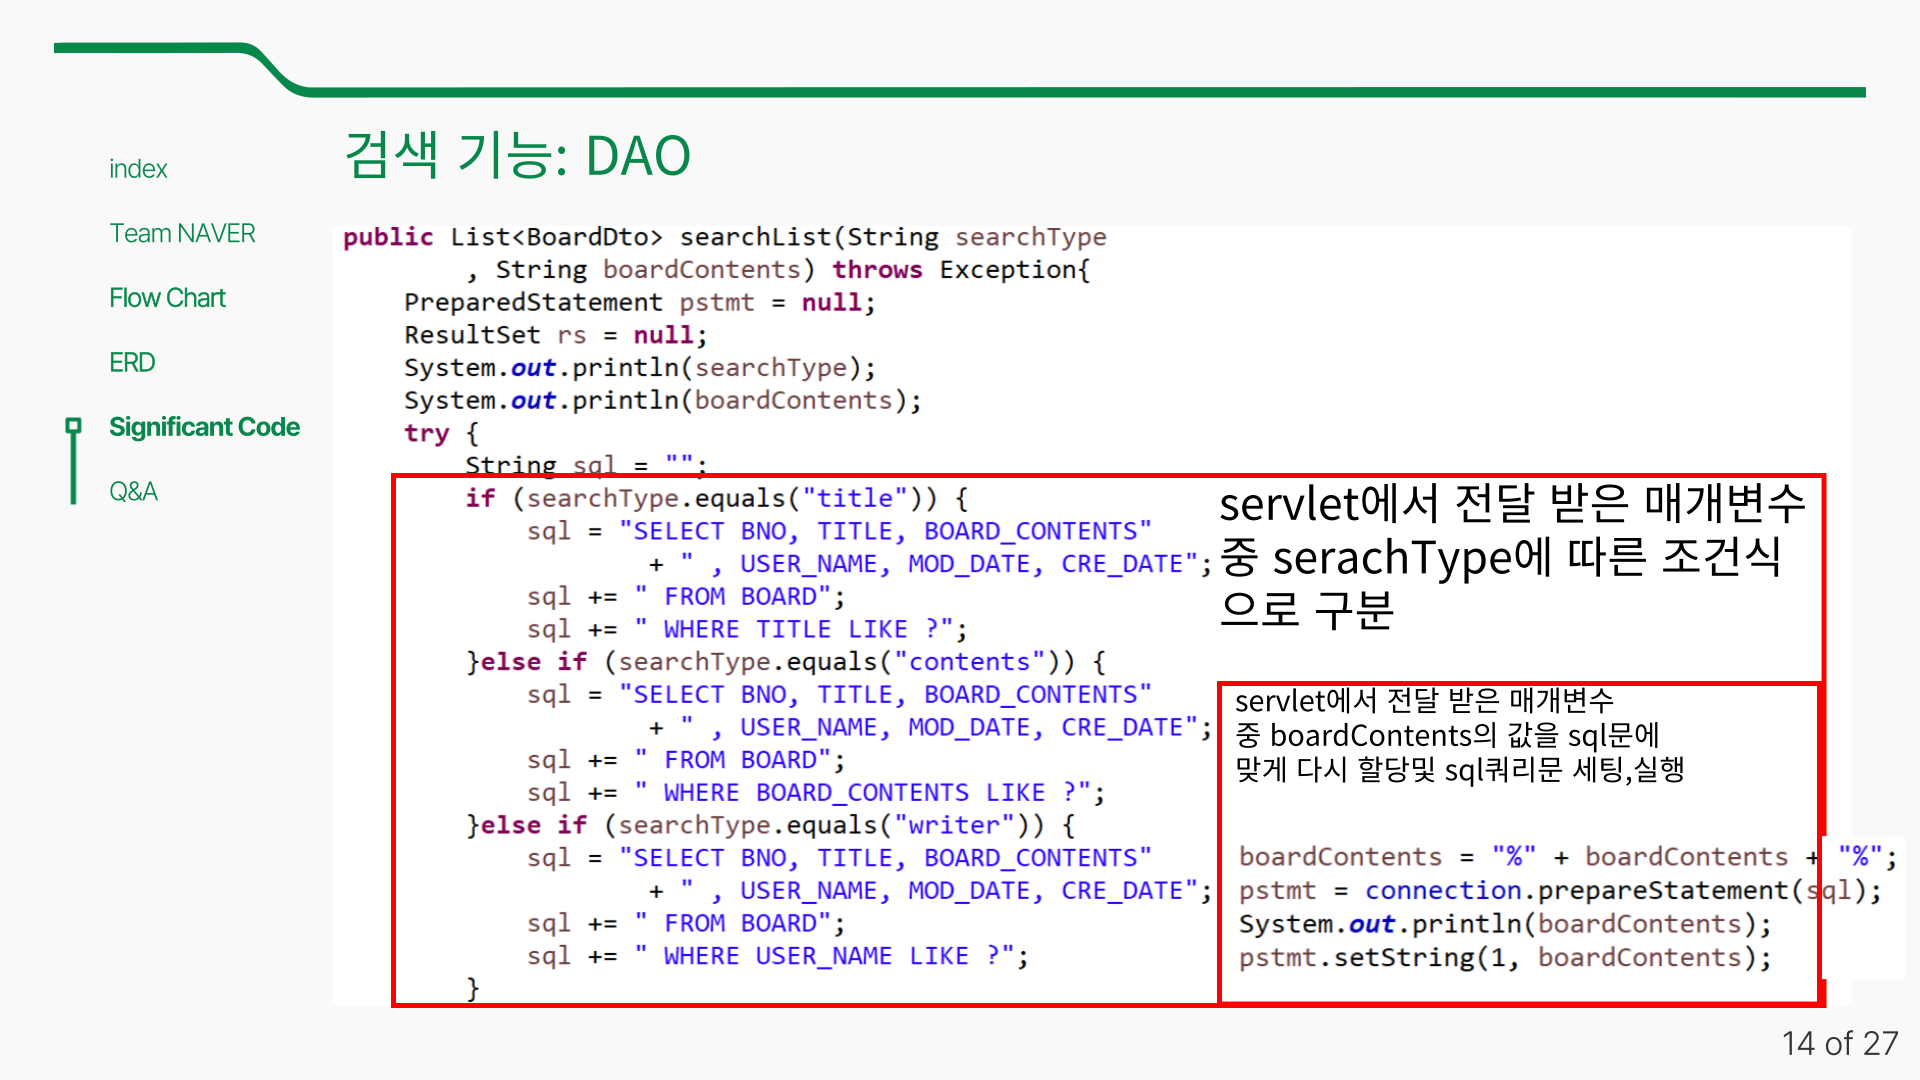 검색 기능: DAO
index
Team NAVER
Flow Chart
ERD
Significant Code
Q&A
public List<BoardDto> searchList(String searchType
, String boardContents) throws Exception{
PreparedStatement pstmt = null;
ResultSet rs = null;
System.out.println(searchType);
System.out.println(boardContents);
try {
String sql = "";
if (searchType.equals("title")) {
sql = "SELECT BNO, TITLE, BOARD_CONTENTS"
+ " , USER_NAME, MOD_DATE, CRE_DATE";
sql += " FROM BOARD";
sql += " WHERE TITLE LIKE ?";
}else if (searchType.equals("contents")) {
sql = "SELECT BNO, TITLE, BOARD_CONTENTS"
+ " , USER_NAME, MOD_DATE, CRE_DATE";
sql += " FROM BOARD";
sql += " WHERE BOARD_CONTENTS LIKE ?";
}else if (searchType.equals("writer")) {
sql = "SELECT BNO, TITLE, BOARD_CONTENTS"
+ " , USER_NAME, MOD_DATE, CRE_DATE";
sql += " FROM BOARD";
sql += " WHERE USER_NAME LIKE ?";
}
servlet에서 전달 받은 매개변수
중 serachType에 따른 조건식
으로 구분
servlet에서 전달 받은 매개변수
중 boardContents의 값을 sql문에
맞게 다시 할당및 sql쿼리문 세팅,실행
boardContents = "%" + boardContents + "%";
pstmt = connection.prepareStatement(sql);
System.out.println(boardContents);
pstmt.setString(1, boardContents);
14 of 27